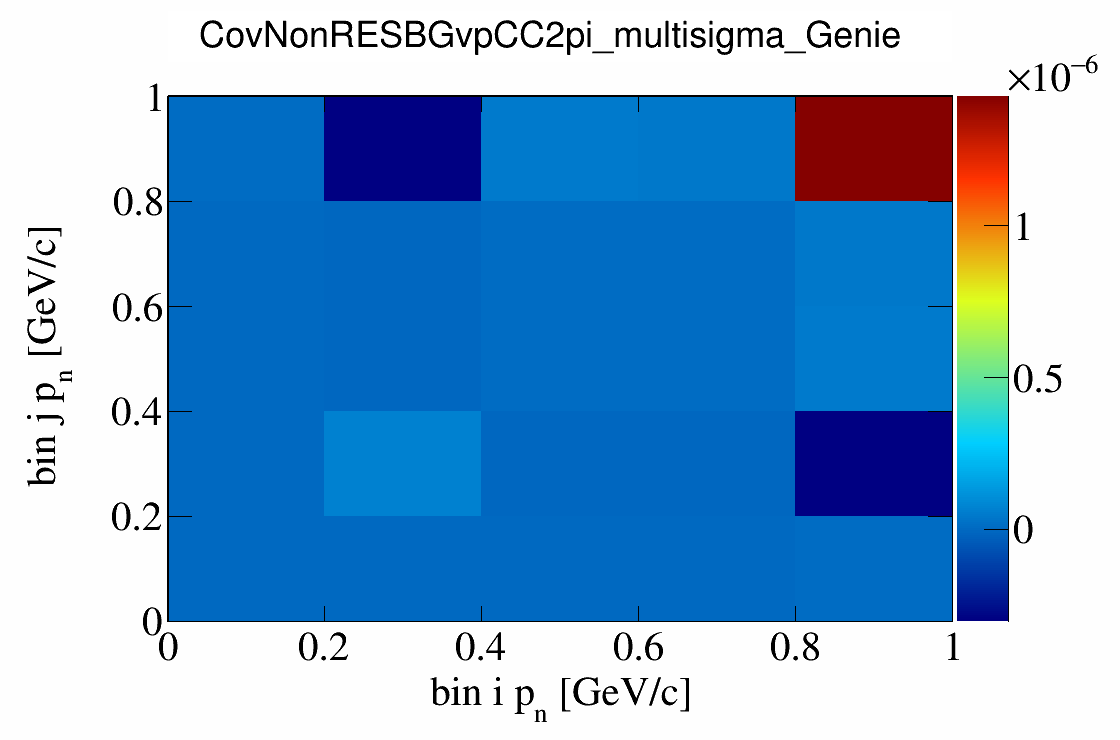 CovNonRESBGvpCC2pi_multisigma_Genie
×10⁻⁶
1
0.8
0.6
0.4
0.2
0
bin j pₙ [GeV/c]
0 0.2 0.4 0.6 0.8 1
bin i pₙ [GeV/c]
1
0.5
0